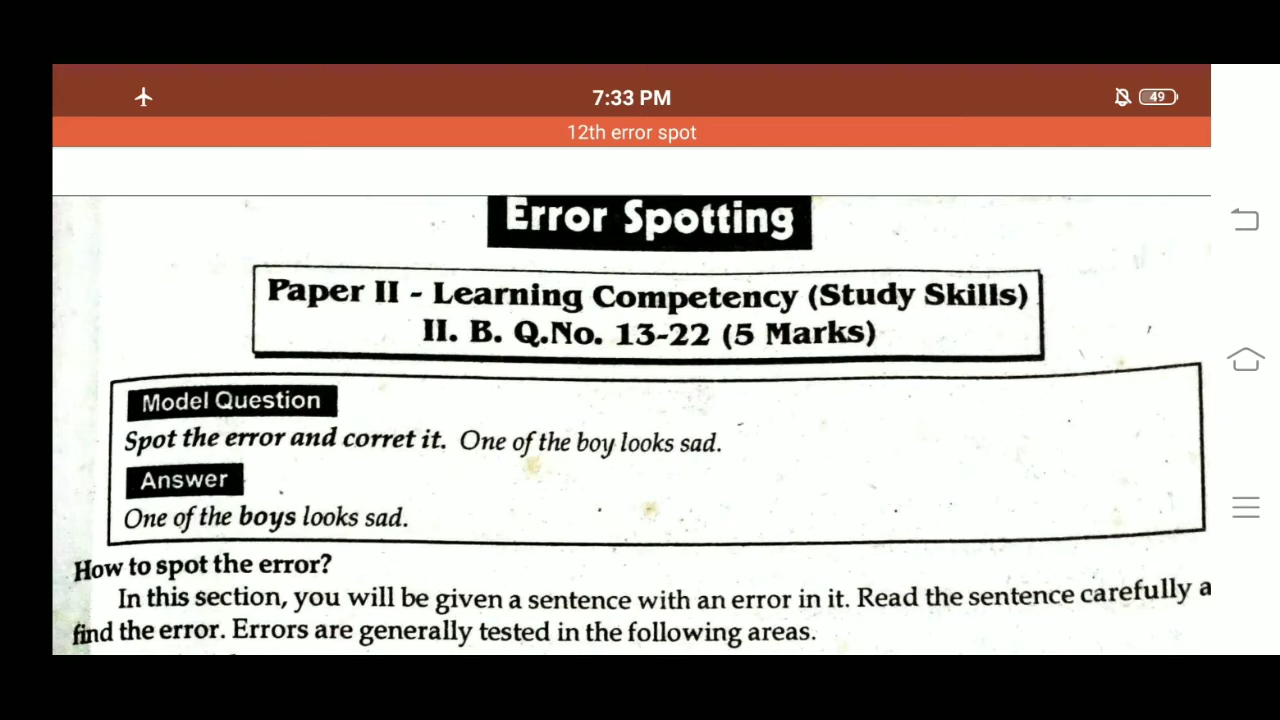 7:33 PM
49
12th error spot
Error Spotting
Paper II - Learning Competency (Study Skills)
II. B. Q.No. 13-22 (5 Marks)
Model Question
Spot the error and corret it. One of the boy looks sad.
Answer
One of the boys looks sad.
How to spot the error?
In this section, you will be given a sentence with an error in it. Read the sentence carefully a
find the error. Errors are generally tested in the following areas.